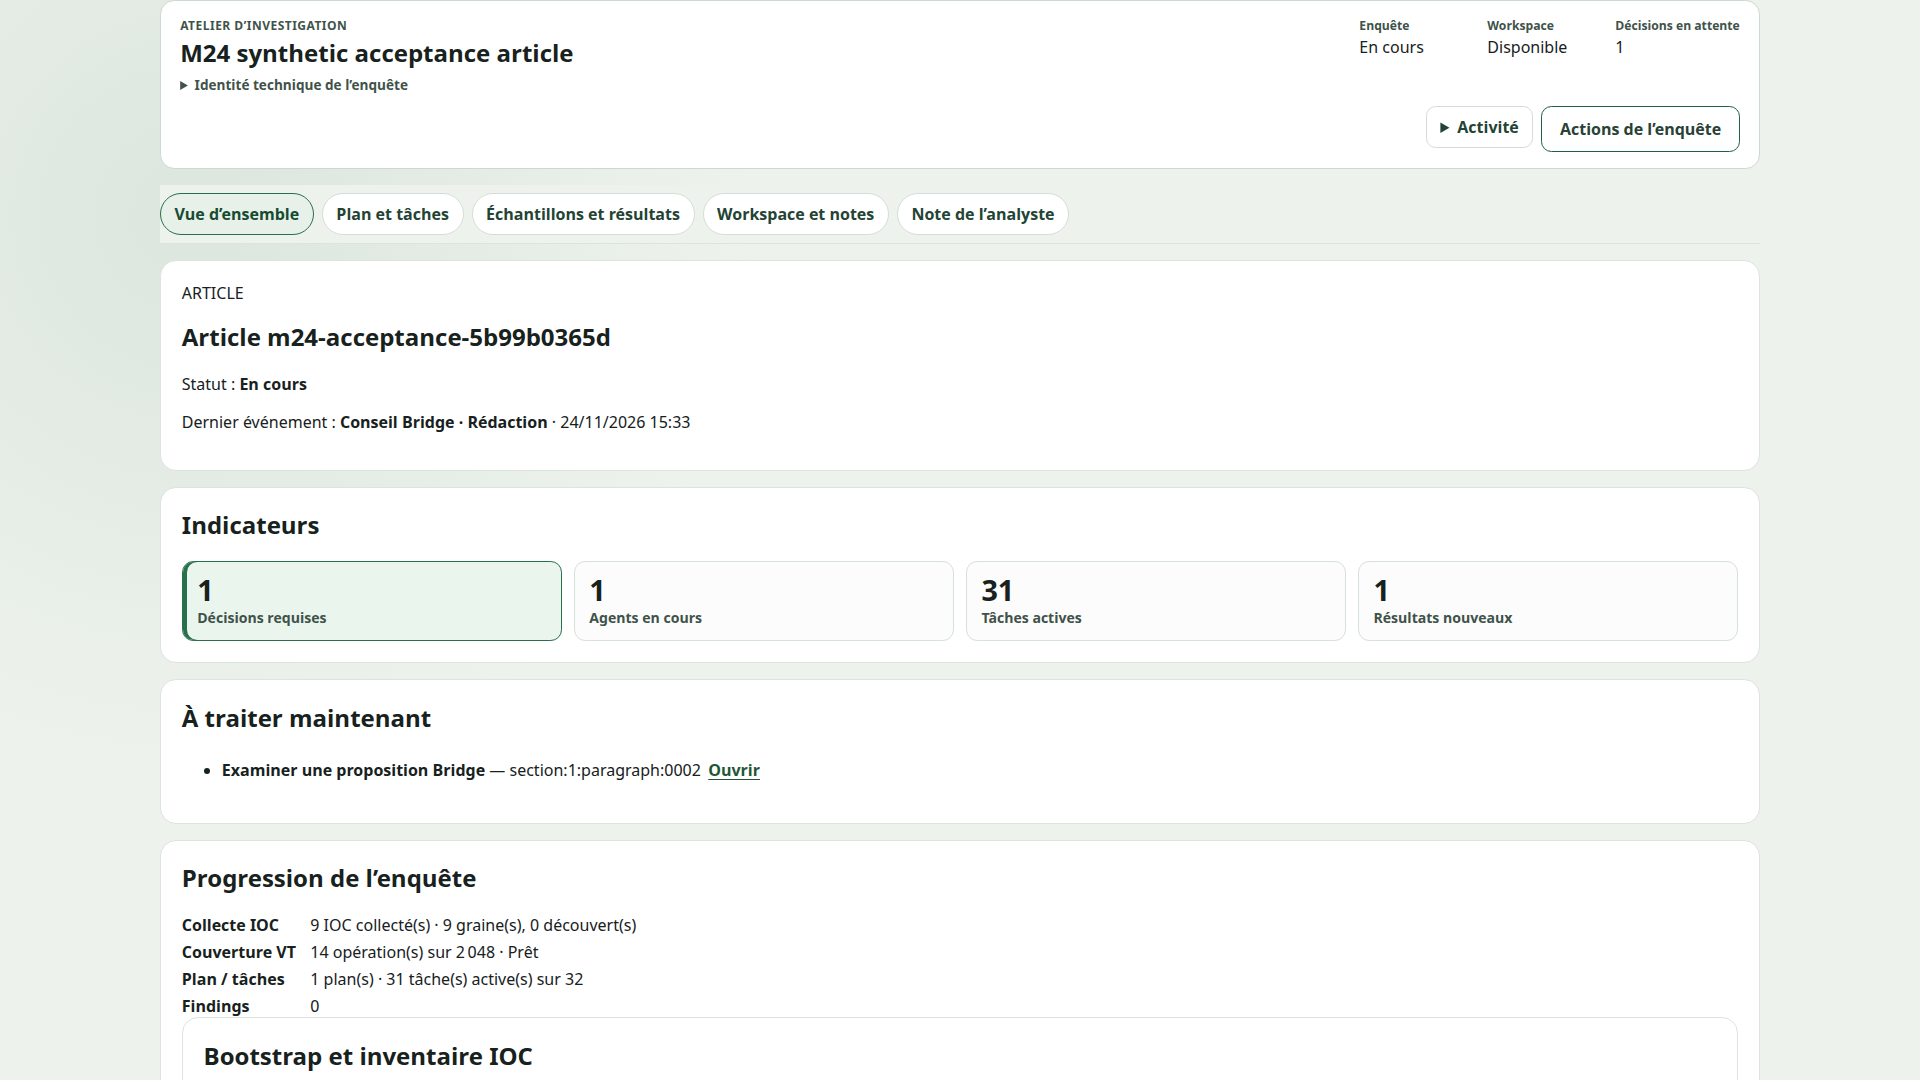 ATELIER D’INVESTIGATION
M24 synthetic acceptance article
Identité technique de l’enquête
Enquête
En cours
Workspace
Disponible
Décisions en attente
1
Activité
Actions de l’enquête
Vue d’ensemble
Plan et tâches
Échantillons et résultats
Workspace et notes
Note de l’analyste
ARTICLE
Article m24-acceptance-5b99b0365d
Statut : En cours
Dernier événement : Conseil Bridge · Rédaction · 24/11/2026 15:33
Indicateurs
1
Décisions requises
1
Agents en cours
31
Tâches actives
1
Résultats nouveaux
À traiter maintenant
Examiner une proposition Bridge — section:1:paragraph:0002 Ouvrir
Progression de l’enquête
Collecte IOC 9 IOC collecté(s) · 9 graine(s), 0 découvert(s)
Couverture VT 14 opération(s) sur 2 048 · Prêt
Plan / tâches 1 plan(s) · 31 tâche(s) active(s) sur 32
Findings 0
Bootstrap et inventaire IOC